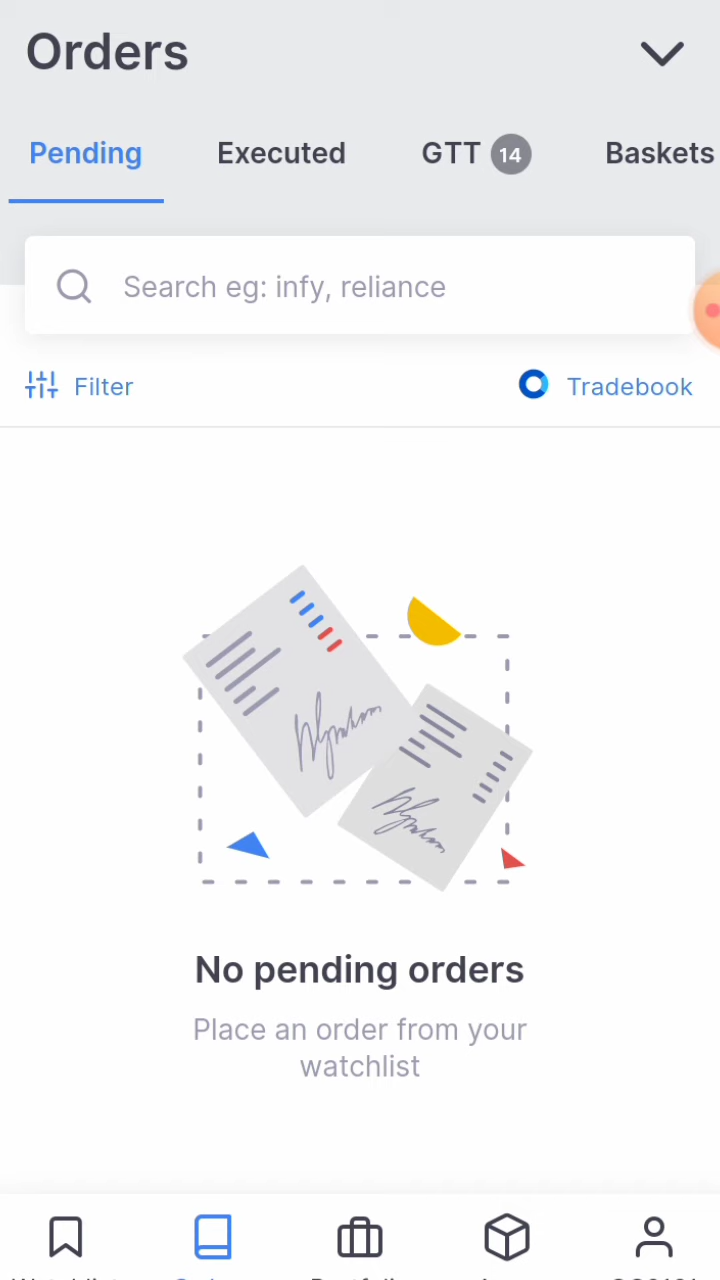 Orders
Pending Executed GTT 14 Baskets
Search eg: infy, reliance
Filter Tradebook
No pending orders
Place an order from your
watchlist